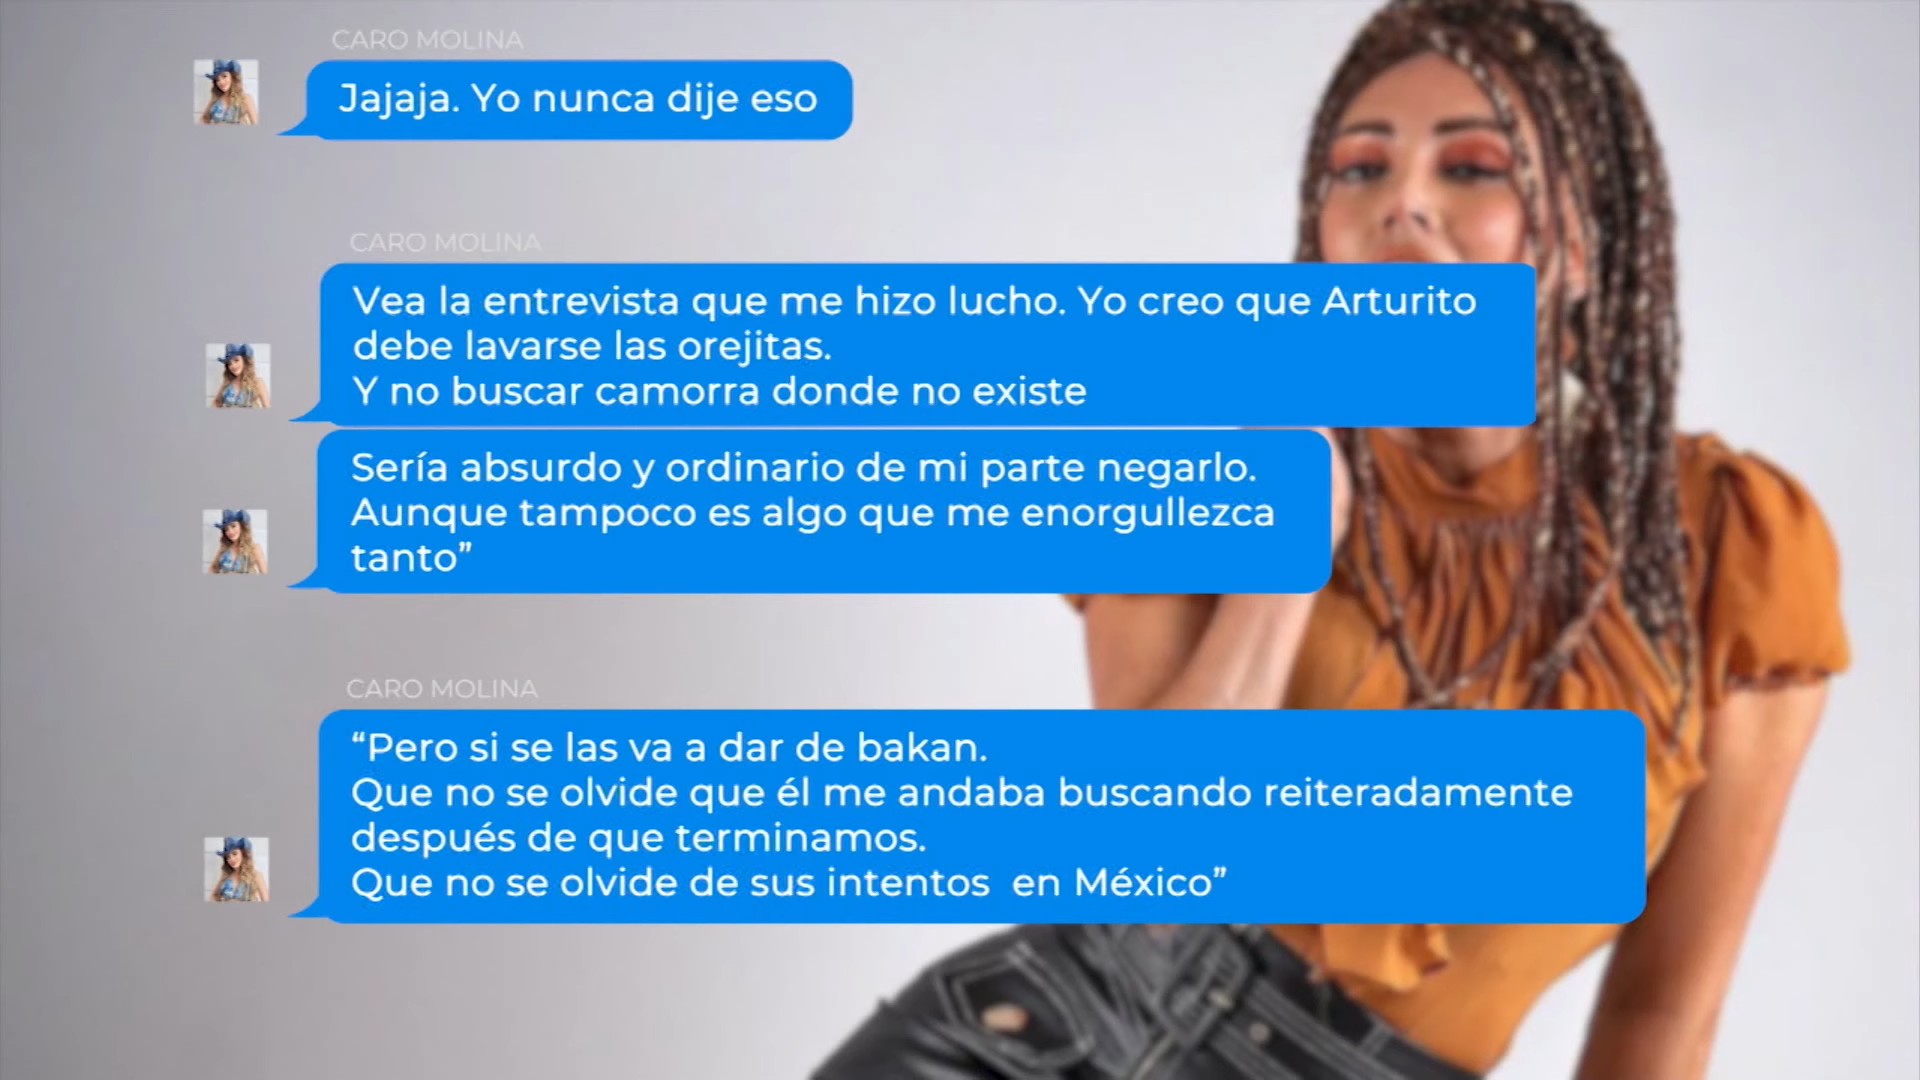 CARO MOLINA
Jajaja. Yo nunca dije eso
CARO MOLINA
Vea la entrevista que me hizo lucho. Yo creo que Arturito
debe lavarse las orejitas.
Y no buscar camorra donde no existe
Sería absurdo y ordinario de mi parte negarlo.
Aunque tampoco es algo que me enorgullezca
tanto”
CARO MOLINA
“Pero si se las va a dar de bakan.
Que no se olvide que él me andaba buscando reiteradamente
después de que terminamos.
Que no se olvide de sus intentos  en México”